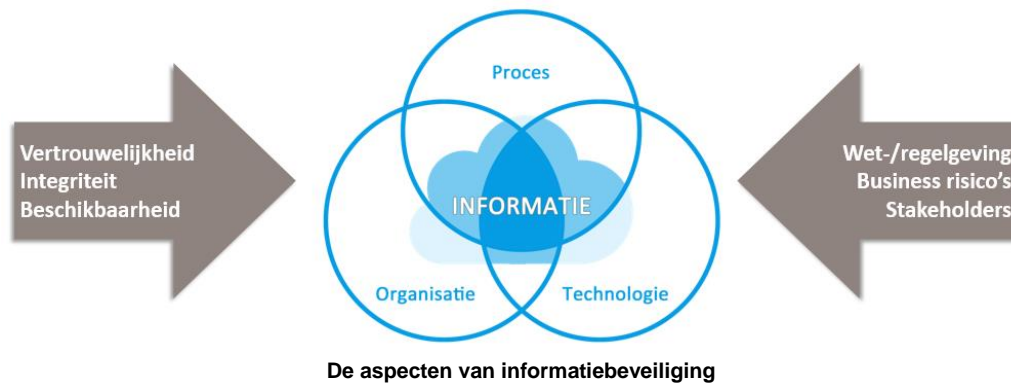 Proces
Vertrouwelijkheid
Integriteit
Beschikbaarheid
Wet-/regelgeving
Business risico's
Stakeholders
INFORMATIE
Organisatie
Technologie
De aspecten van informatiebeveiliging